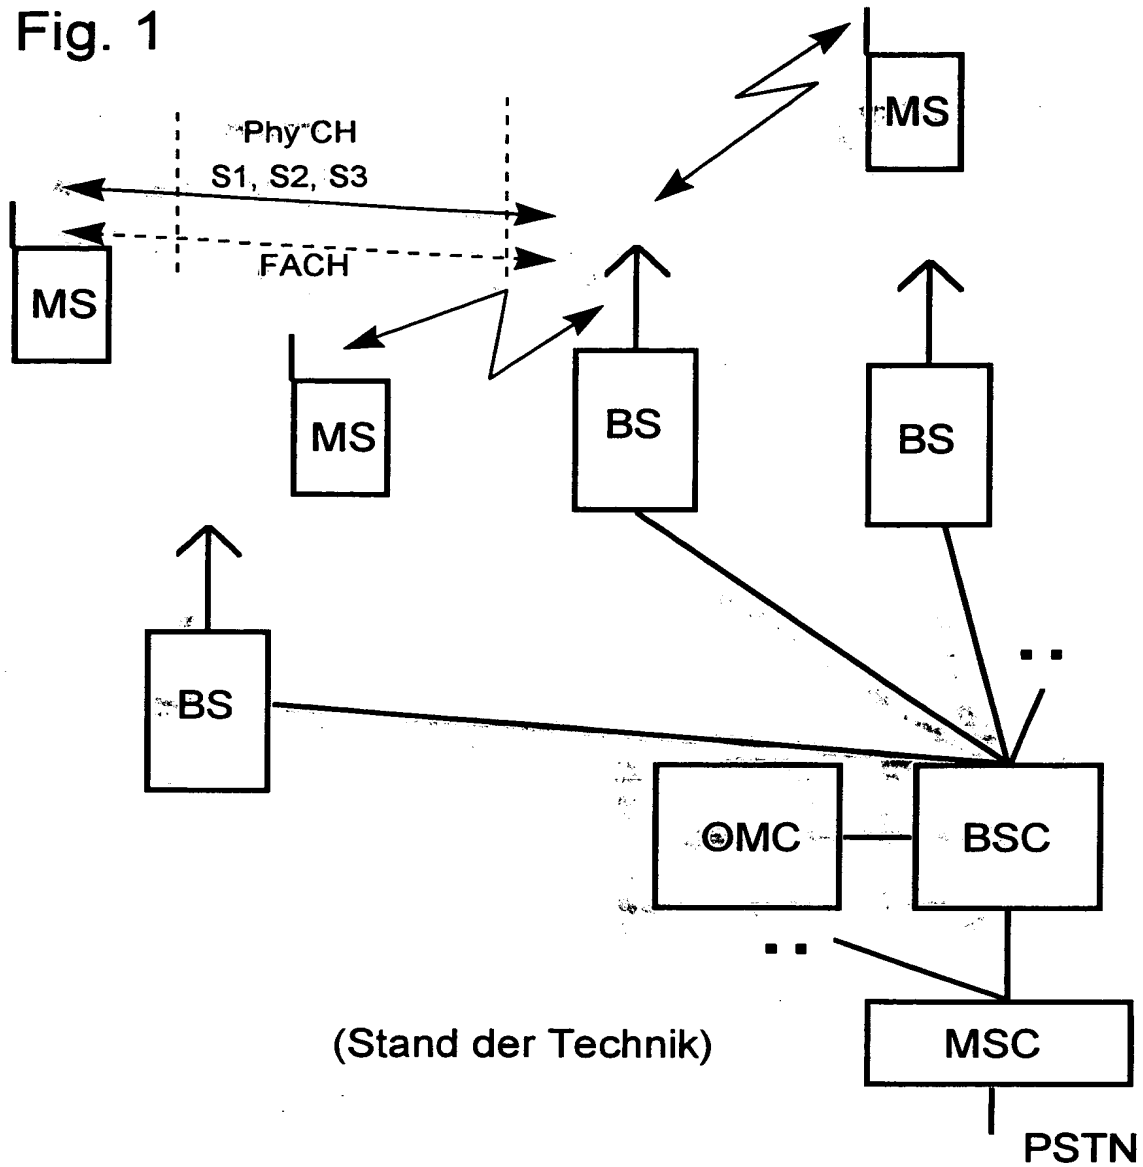 Fig. 1
MS
Phy CH
S1, S2, S3
FACH
MS
MS
BS
BS
BS
OMC
BSC
(Stand der Technik)
MSC
PSTN